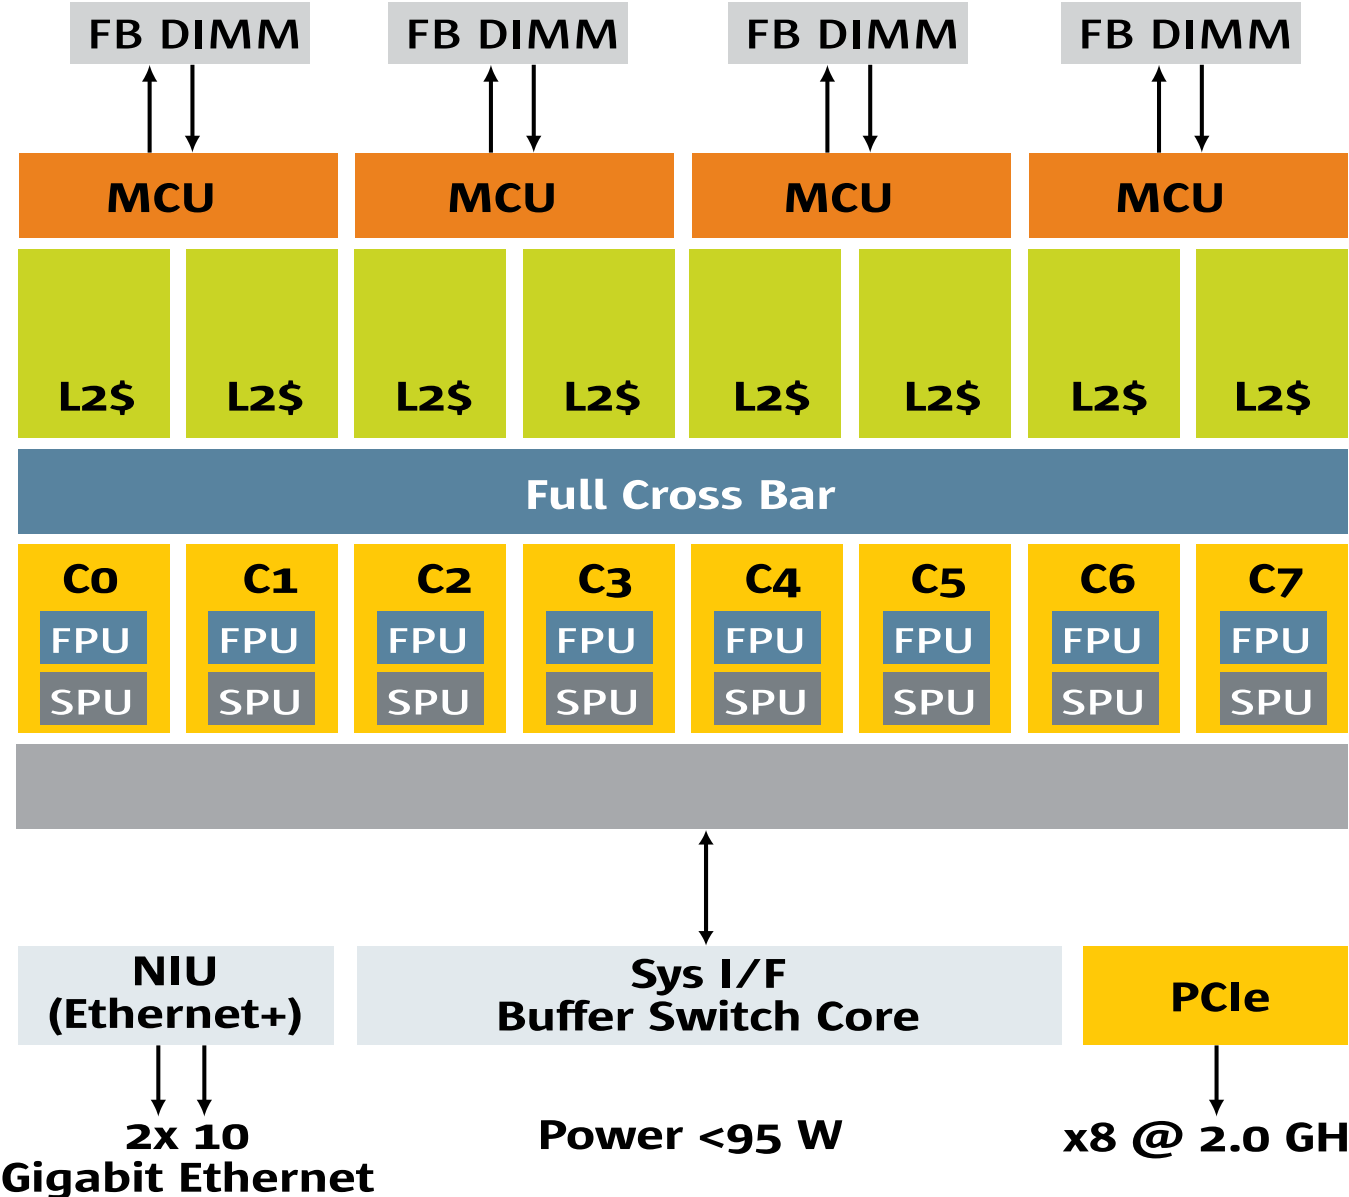 FB DIMM FB DIMM FB DIMM FB DIMM
MCU MCU MCU MCU
L2$ L2$ L2$ L2$ L2$ L2$ L2$ L2$
Full Cross Bar
C0 C1 C2 C3 C4 C5 C6 C7
FPU FPU FPU FPU FPU FPU FPU FPU
SPU SPU SPU SPU SPU SPU SPU SPU
NIU
(Ethernet+)
Sys I/F
Buffer Switch Core
PCIe
2x 10
Gigabit Ethernet
Power <95 W
x8 @ 2.0 GH